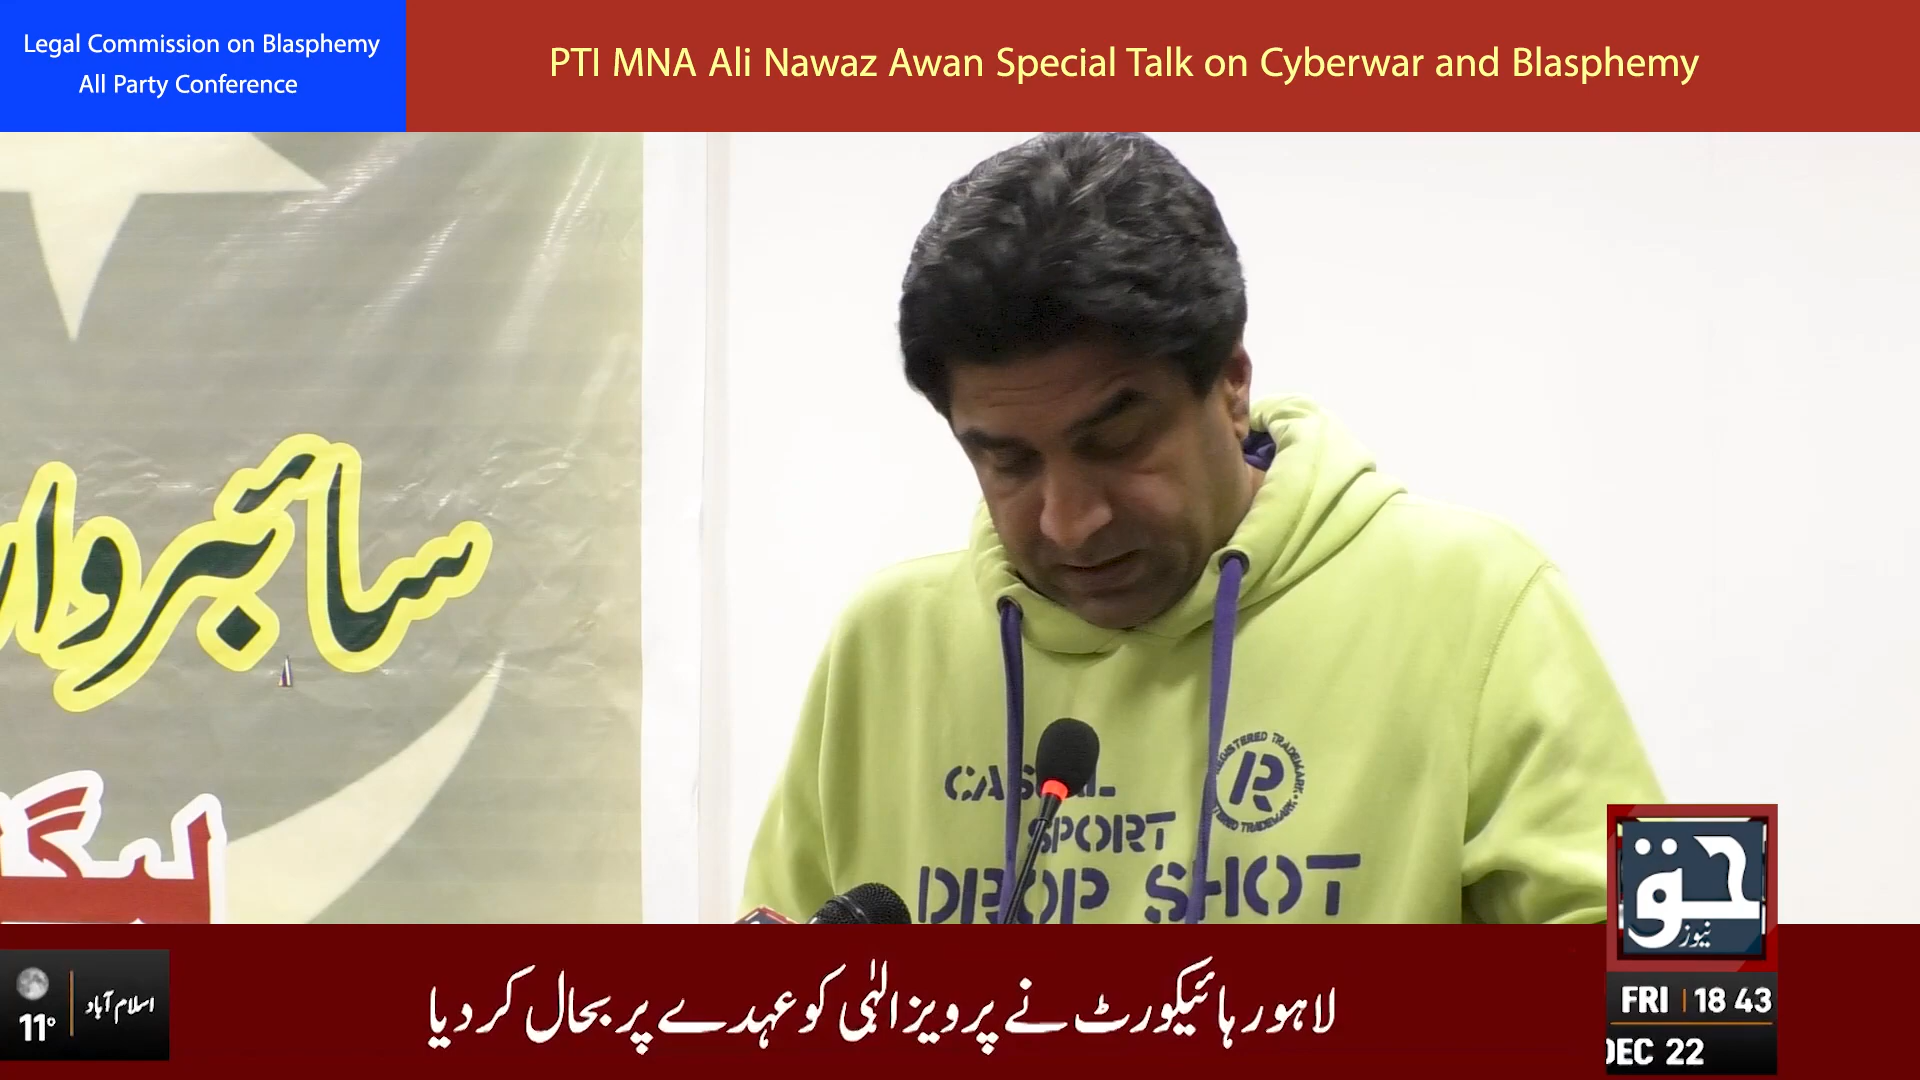 Legal Commission on Blasphemy
All Party Conference
PTI MNA Ali Nawaz Awan Special Talk on Cyberwar and Blasphemy
سائبروار
CAS
SPORT
DROP SHOT
REGISTERED TRADEMARK
R
حق
نیوز
لاہور ہائیکورٹ نے پرویز الٰہی کو عہدے پر بحال کر دیا
اسلام آباد
11°
FRI 18 43
DEC 22